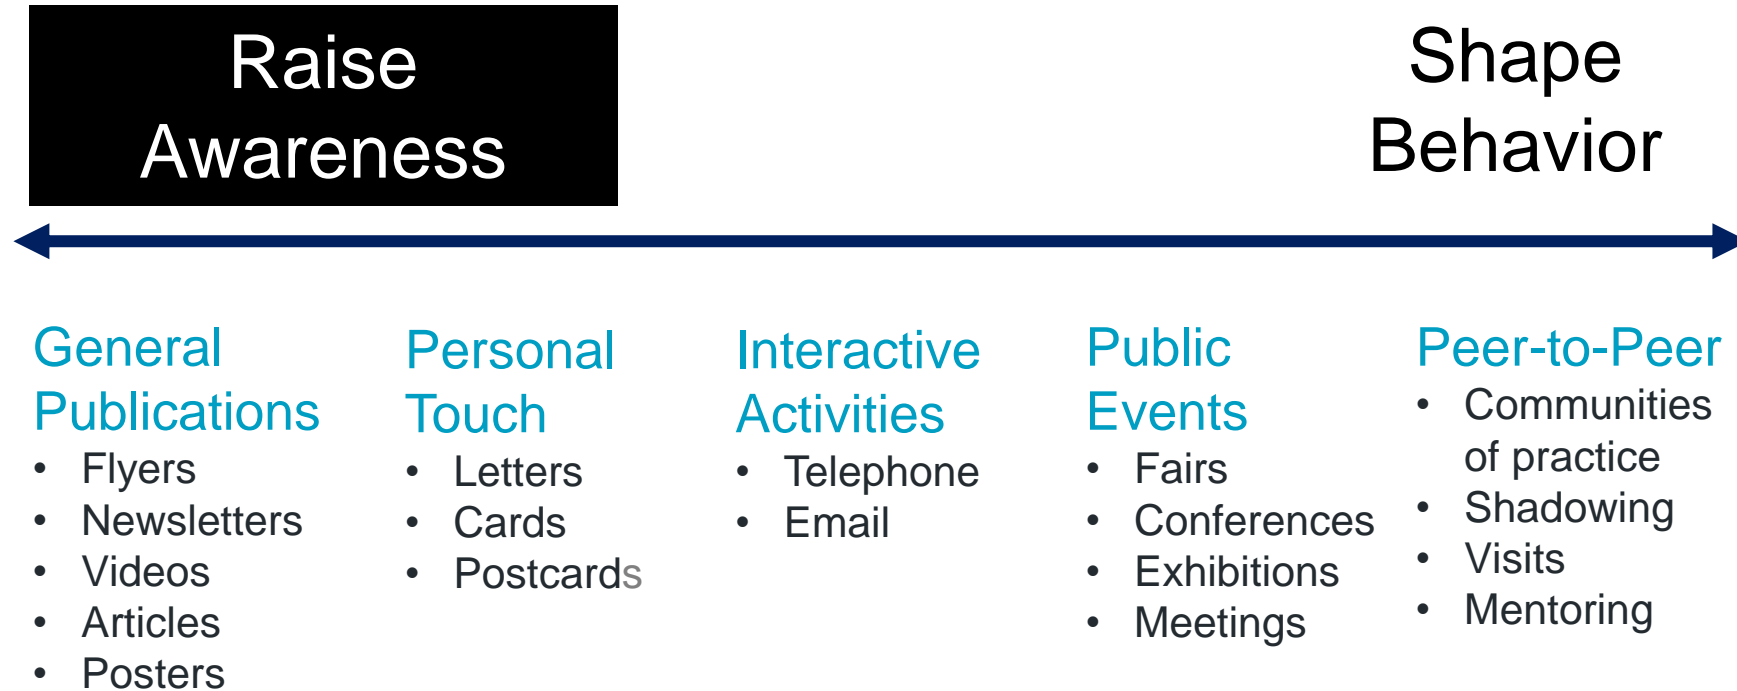 Raise
Awareness
Shape
Behavior
General
Publications
• Flyers
• Newsletters
• Videos
• Articles
• Posters
Personal
Touch
• Letters
• Cards
• Postcards
Interactive
Activities
• Telephone
• Email
Public
Events
• Fairs
• Conferences
• Exhibitions
• Meetings
Peer-to-Peer
• Communities
of practice
• Shadowing
• Visits
• Mentoring